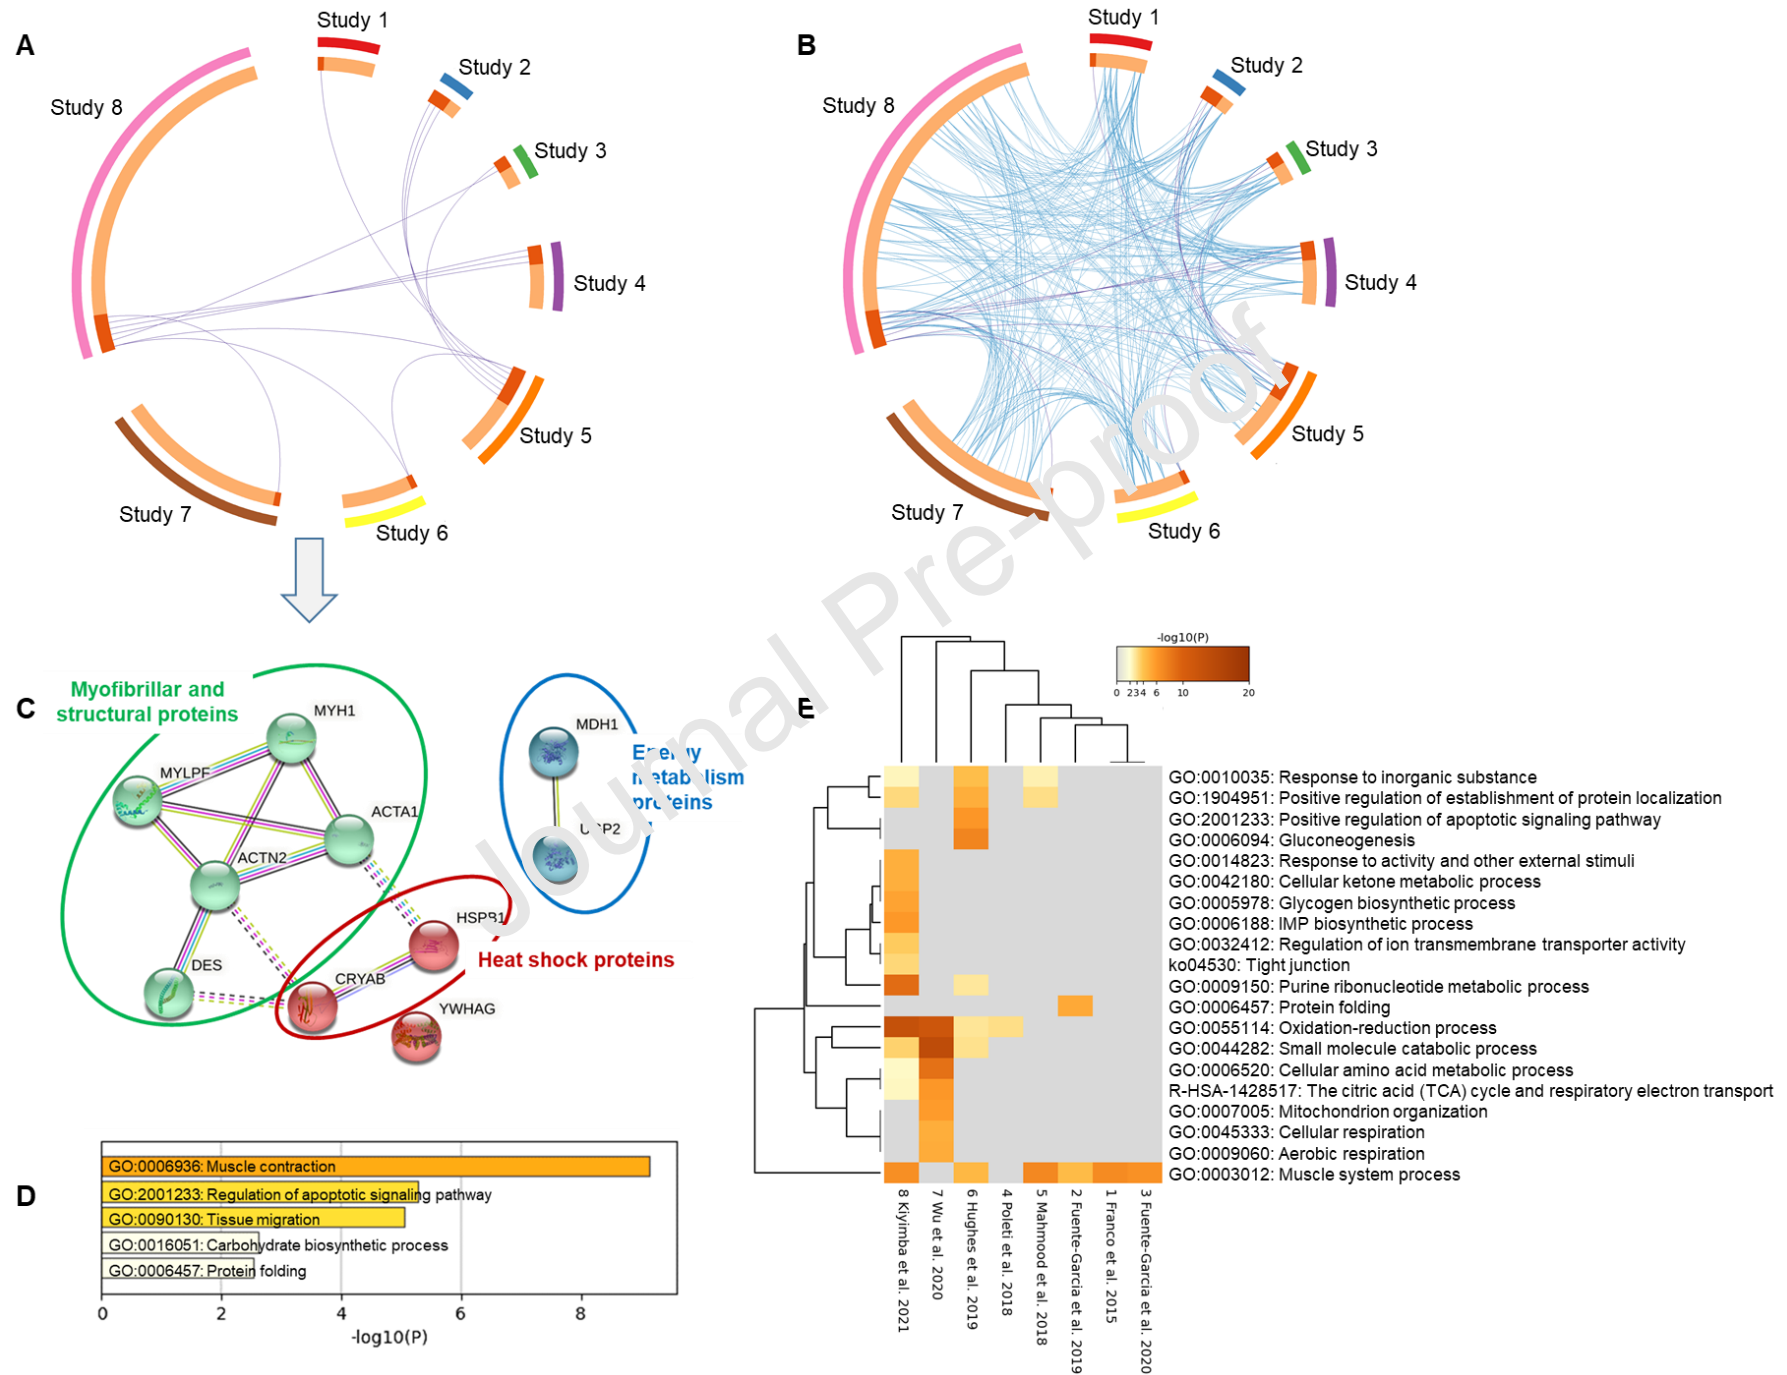 A
Study 1
Study 2
Study 3
Study 4
Study 5
Study 6
Study 7
Study 8
B
Study 1
Study 2
Study 3
Study 4
Study 5
Study 6
Study 7
Study 8
Journal Pre-proof
C
Myofibrillar and
structural proteins
MYH1
MYLPF
ACTA1
ACTN2
DES
CRYAB
HSPB1
YWHAG
Heat shock proteins
MDH1
Energy
metabolism
proteins
D
GO:0006936: Muscle contraction
GO:2001233: Regulation of apoptotic signaling pathway
GO:0090130: Tissue migration
GO:0016051: Carbohydrate biosynthetic process
GO:0006457: Protein folding
0 2 4 6 8
-log10(P)
E
-log10(P)
0 2 3 4 6 10 20
GO:0010035: Response to inorganic substance
GO:1904951: Positive regulation of establishment of protein localization
GO:2001233: Positive regulation of apoptotic signaling pathway
GO:0006094: Gluconeogenesis
GO:0014823: Response to activity and other external stimuli
GO:0042180: Cellular ketone metabolic process
GO:0005978: Glycogen biosynthetic process
GO:0006188: IMP biosynthetic process
GO:0032412: Regulation of ion transmembrane transporter activity
ko04530: Tight junction
GO:0009150: Purine ribonucleotide metabolic process
GO:0006457: Protein folding
GO:0055114: Oxidation-reduction process
GO:0044282: Small molecule catabolic process
GO:0006520: Cellular amino acid metabolic process
R-HSA-1428517: The citric acid (TCA) cycle and respiratory electron transport
GO:0007005: Mitochondrion organization
GO:0045333: Cellular respiration
GO:0009060: Aerobic respiration
GO:0003012: Muscle system process
8 Kiyimba et al. 2021
7 Wu et al. 2020
6 Hughes et al. 2019
4 Poleti et al. 2018
5 Mahmood et al. 2018
2 Fuente-Garcia et al. 2019
1 Franco et al. 2015
3 Fuente-Garcia et al. 2020